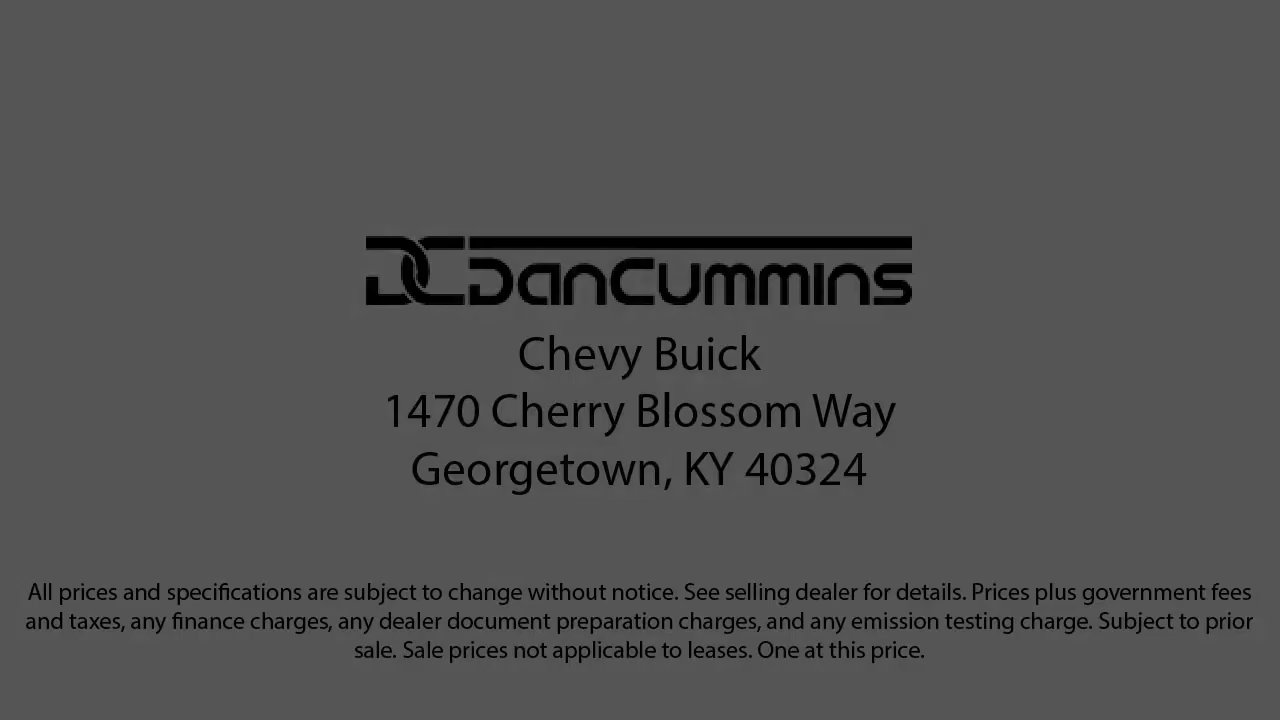 DC DanCummins
Chevy Buick
1470 Cherry Blossom Way
Georgetown, KY 40324
All prices and specifications are subject to change without notice. See selling dealer for details. Prices plus government fees
and taxes, any finance charges, any dealer document preparation charges, and any emission testing charge. Subject to prior
sale. Sale prices not applicable to leases. One at this price.